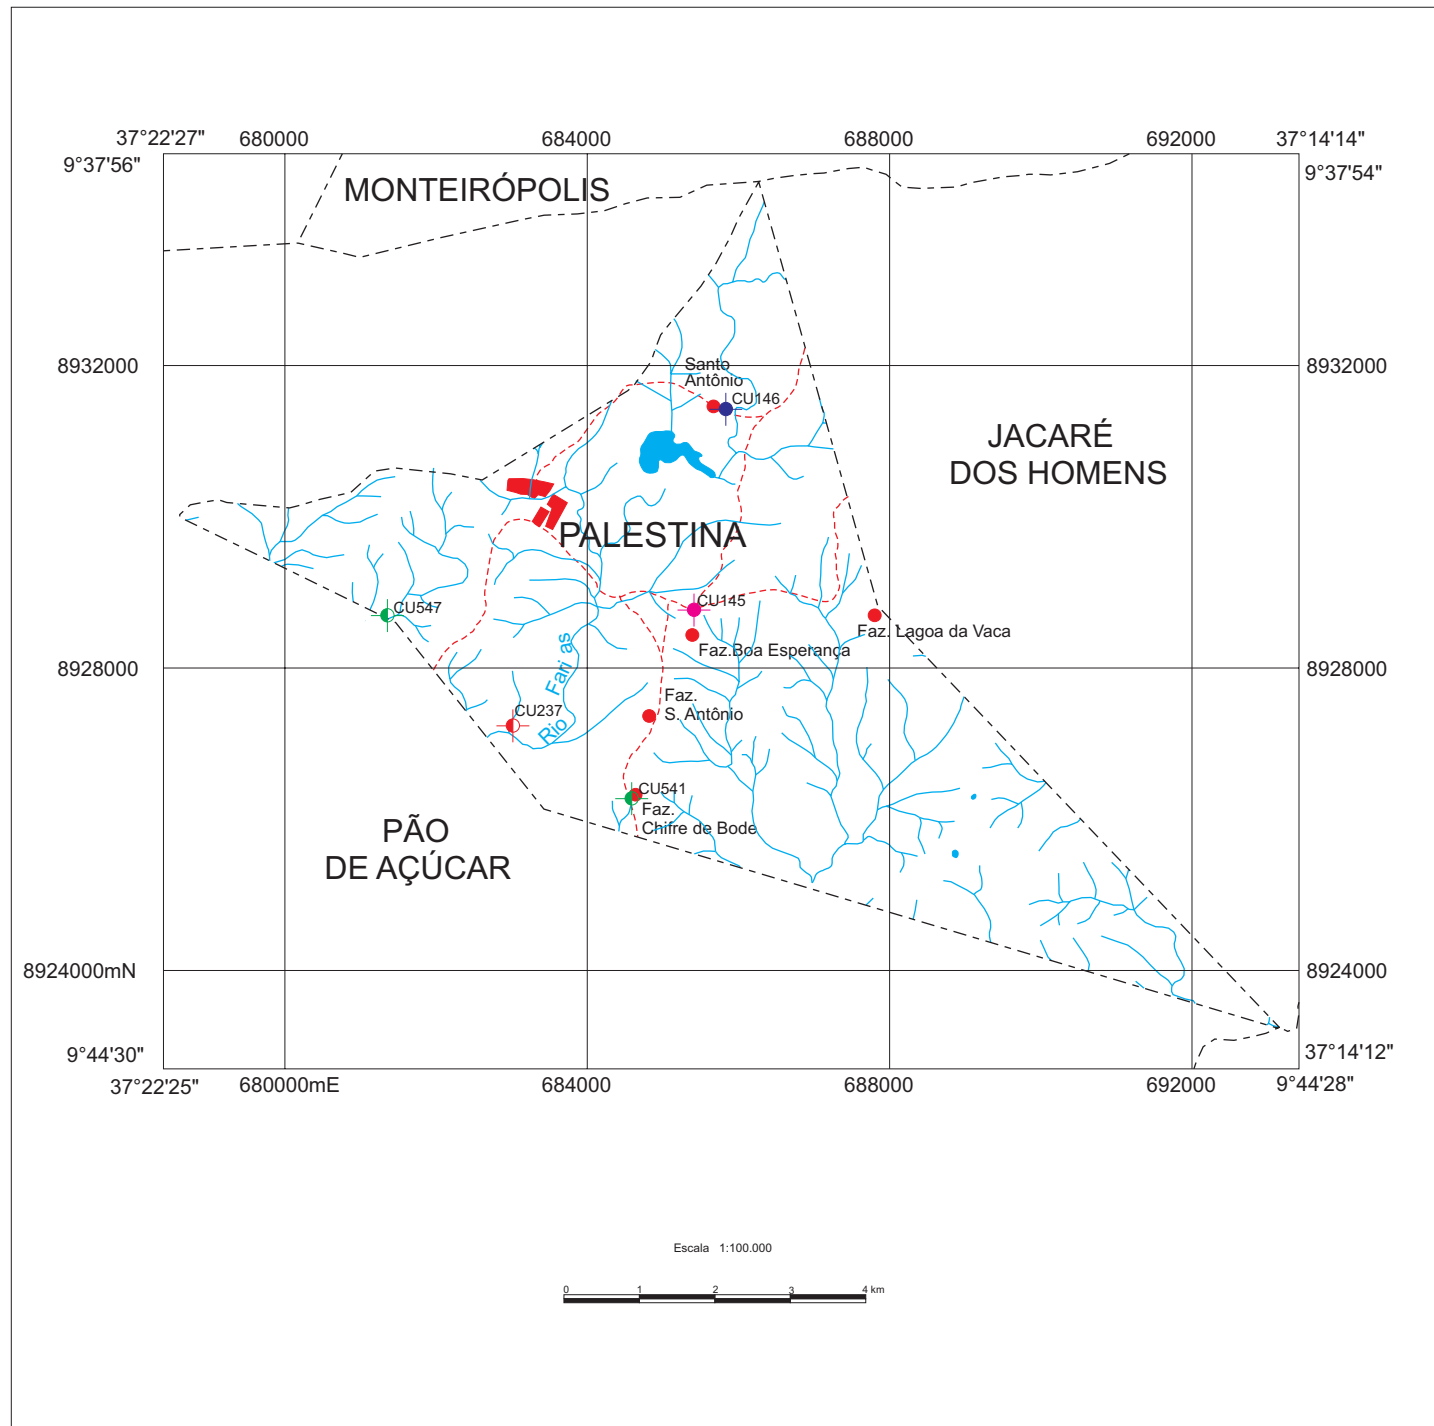 37°22'27"
680000
684000
688000
692000
37°14'14"
9°37'56"
9°37'54"
MONTEIRÓPOLIS
8932000
Santo
Antônio
8932000
CU146
JACARÉ
DOS HOMENS
PALESTINA
CU547
CU145
Faz. Lagoa da Vaca
Faz.Boa Esperança
8928000
8928000
Rio Fari as
Faz.
S. Antônio
CU237
CU541
Faz.
Chifre de Bode
PÃO
DE AÇÚCAR
8924000mN
8924000
9°44'30"
37°14'12"
37°22'25"
680000mE
684000
688000
692000
9°44'28"
Escala 1:100.000
0 1 2 3 4 km